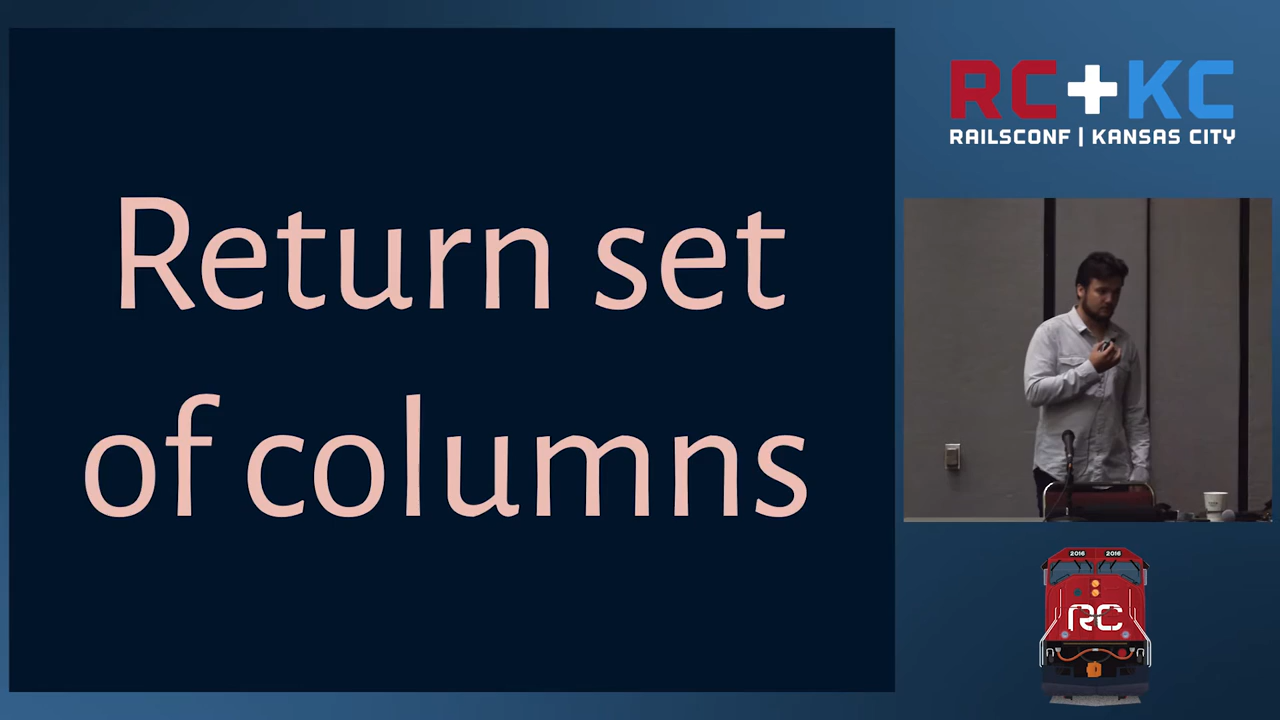 Return set
of columns
RC+KC
RAILSCONF | KANSAS CITY
2016 2016
RC